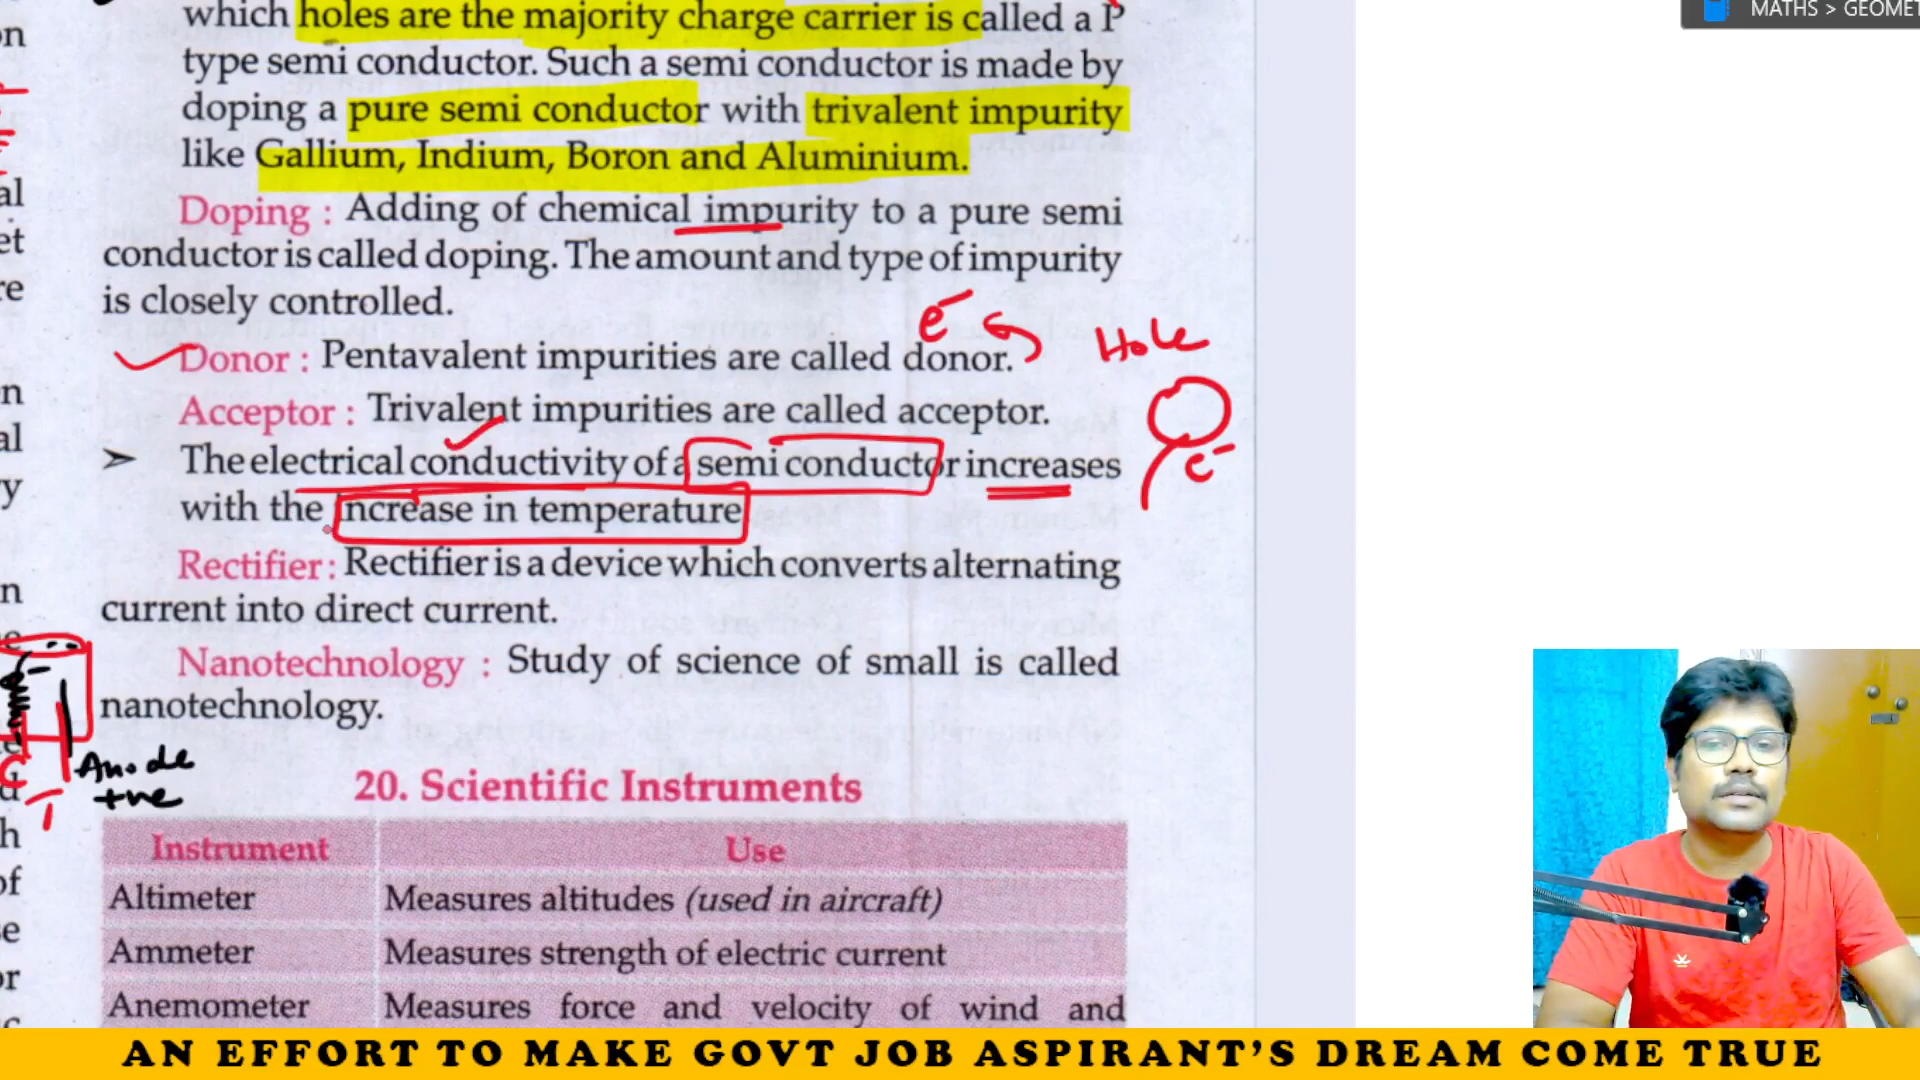 MATHS > GEOMET
which holes are the majority charge carrier is called a P
type semi conductor. Such a semi conductor is made by
doping a pure semi conductor with trivalent impurity
like Gallium, Indium, Boron and Aluminium.
Doping : Adding of chemical impurity to a pure semi
conductor is called doping. The amount and type of impurity
is closely controlled.
e⁻
Hole
Donor : Pentavalent impurities are called donor.
Acceptor : Trivalent impurities are called acceptor.
e⁻
➢ The electrical conductivity of a semi conductor increases
with the increase in temperature
Rectifier : Rectifier is a device which converts alternating
current into direct current.
Nanotechnology : Study of science of small is called
nanotechnology.
Anode
+ve
20. Scientific Instruments
Instrument Use
Altimeter Measures altitudes (used in aircraft)
Ammeter Measures strength of electric current
Anemometer Measures force and velocity of wind and
AN EFFORT TO MAKE GOVT JOB ASPIRANT'S DREAM COME TRUE